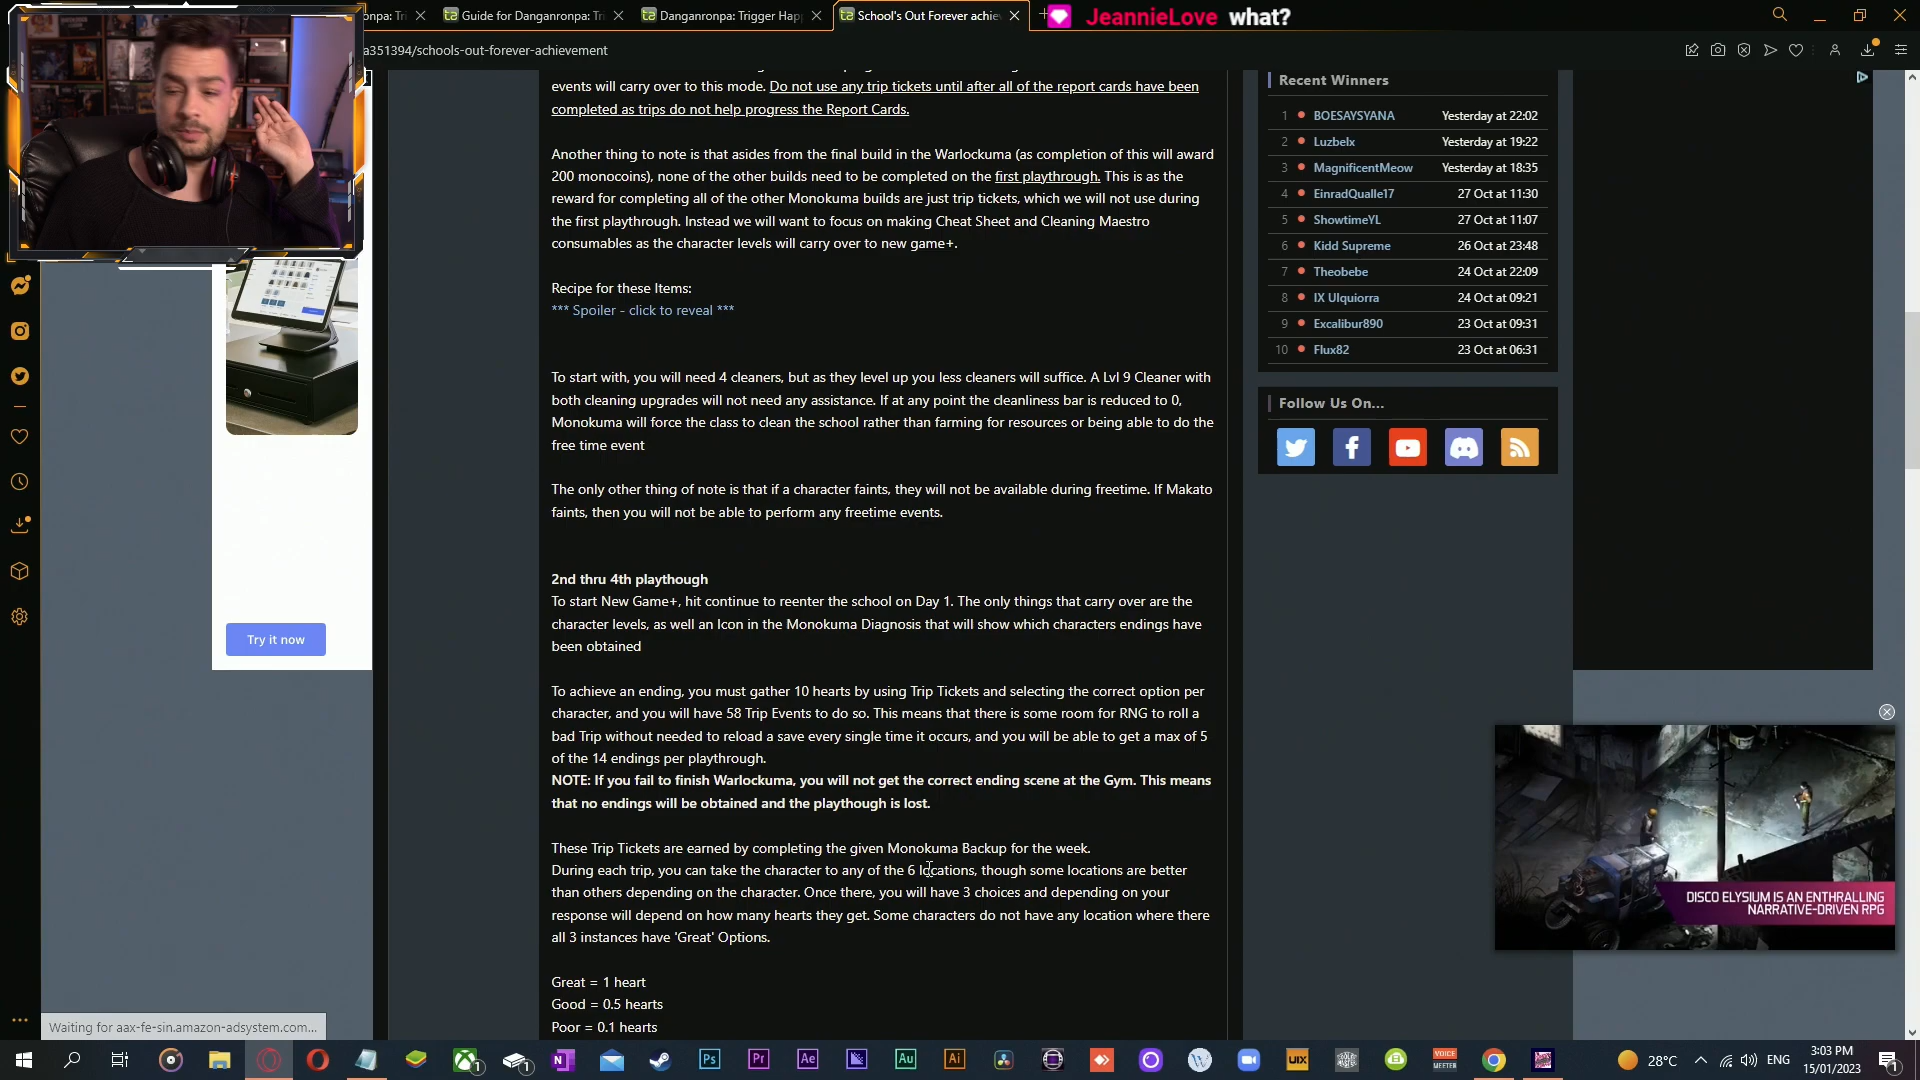 onpa: Tri
Guide for Danganronpa: Tri
Danganronpa: Trigger Hap
School's Out Forever achie
JeannieLove what?
a351394/schools-out-forever-achievement
events will carry over to this mode. Do not use any trip tickets until after all of the report cards have been
completed as trips do not help progress the Report Cards.
Another thing to note is that asides from the final build in the Warlockuma (as completion of this will award
200 monocoins), none of the other builds need to be completed on the first playthrough. This is as the
reward for completing all of the other Monokuma builds are just trip tickets, which we will not use during
the first playthrough. Instead we will want to focus on making Cheat Sheet and Cleaning Maestro
consumables as the character levels will carry over to new game+.
Recipe for these Items:
*** Spoiler - click to reveal ***
To start with, you will need 4 cleaners, but as they level up you less cleaners will suffice. A Lvl 9 Cleaner with
both cleaning upgrades will not need any assistance. If at any point the cleanliness bar is reduced to 0,
Monokuma will force the class to clean the school rather than farming for resources or being able to do the
free time event
The only other thing of note is that if a character faints, they will not be available during freetime. If Makato
faints, then you will not be able to perform any freetime events.
2nd thru 4th playthough
To start New Game+, hit continue to reenter the school on Day 1. The only things that carry over are the
character levels, as well an Icon in the Monokuma Diagnosis that will show which characters endings have
been obtained
To achieve an ending, you must gather 10 hearts by using Trip Tickets and selecting the correct option per
character, and you will have 58 Trip Events to do so. This means that there is some room for RNG to roll a
bad Trip without needed to reload a save every single time it occurs, and you will be able to get a max of 5
of the 14 endings per playthrough.
NOTE: If you fail to finish Warlockuma, you will not get the correct ending scene at the Gym. This means
that no endings will be obtained and the playthough is lost.
These Trip Tickets are earned by completing the given Monokuma Backup for the week.
During each trip, you can take the character to any of the 6 locations, though some locations are better
than others depending on the character. Once there, you will have 3 choices and depending on your
response will depend on how many hearts they get. Some characters do not have any location where there
all 3 instances have 'Great' Options.
Great = 1 heart
Good = 0.5 hearts
Poor = 0.1 hearts
Recent Winners
1 BOESAYSYANA Yesterday at 22:02
2 Luzbelx Yesterday at 19:22
3 MagnificentMeow Yesterday at 18:35
4 EinradQualle17 27 Oct at 11:30
5 ShowtimeYL 27 Oct at 11:07
6 Kidd Supreme 26 Oct at 23:48
7 Theobebe 24 Oct at 22:09
8 IX Ulquiorra 24 Oct at 09:21
9 Excalibur890 23 Oct at 09:31
10 Flux82 23 Oct at 06:31
Follow Us On...
Try it now
DISCO ELYSIUM IS AN ENTHRALLING
NARRATIVE-DRIVEN RPG
Waiting for aax-fe-sin.amazon-adsystem.com...
Ps
Pr
Ae
Au
Ai
UIX
VOICE
MEETER
28°C
ENG
3:03 PM
15/01/2023